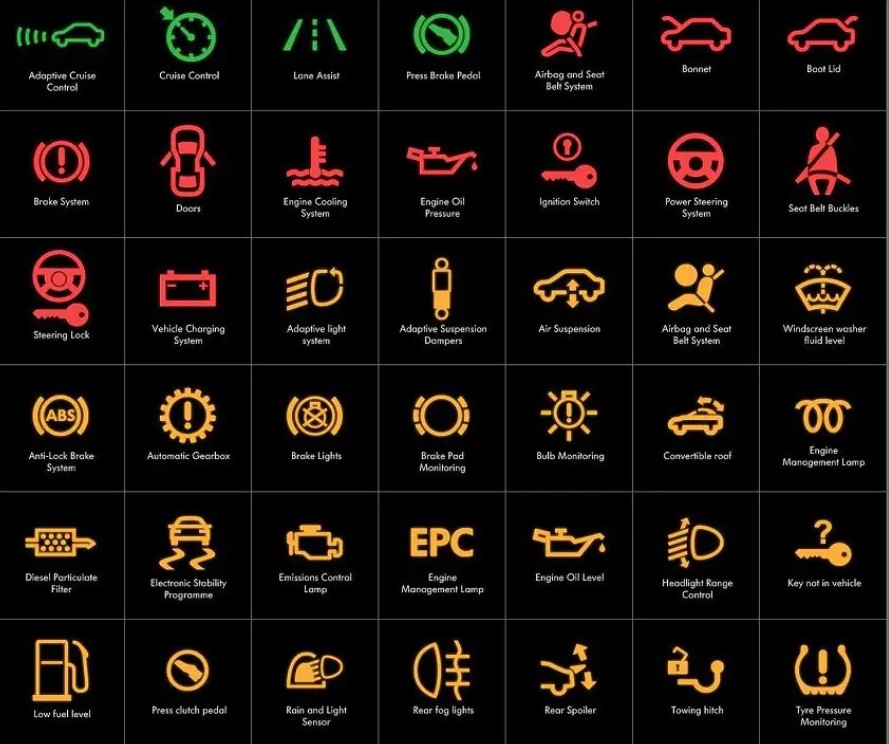 Adaptive Cruise
Control
Cruise Control
Lane Assist
Press Brake Pedal
Airbag and Seat
Belt System
Bonnet
Boot Lid
Brake System
Doors
Engine Cooling
System
Engine Oil
Pressure
Ignition Switch
Power Steering
System
Seat Belt Buckles
Steering Lock
Vehicle Charging
System
Adaptive light
system
Adaptive Suspension
Dampers
Air Suspension
Airbag and Seat
Belt System
Windscreen washer
fluid level
ABS
Anti-Lock Brake
System
Automatic Gearbox
Brake Lights
Brake Pad
Monitoring
Bulb Monitoring
Convertible roof
Engine
Management Lamp
Diesel Particulate
Filter
Electronic Stability
Programme
Emissions Control
Lamp
EPC
Engine
Management Lamp
Engine Oil Level
Headlight Range
Control
?
Key not in vehicle
Low fuel level
Press clutch pedal
Rain and Light
Sensor
Rear fog lights
Rear Spoiler
Towing hitch
Tyre Pressure
Monitoring